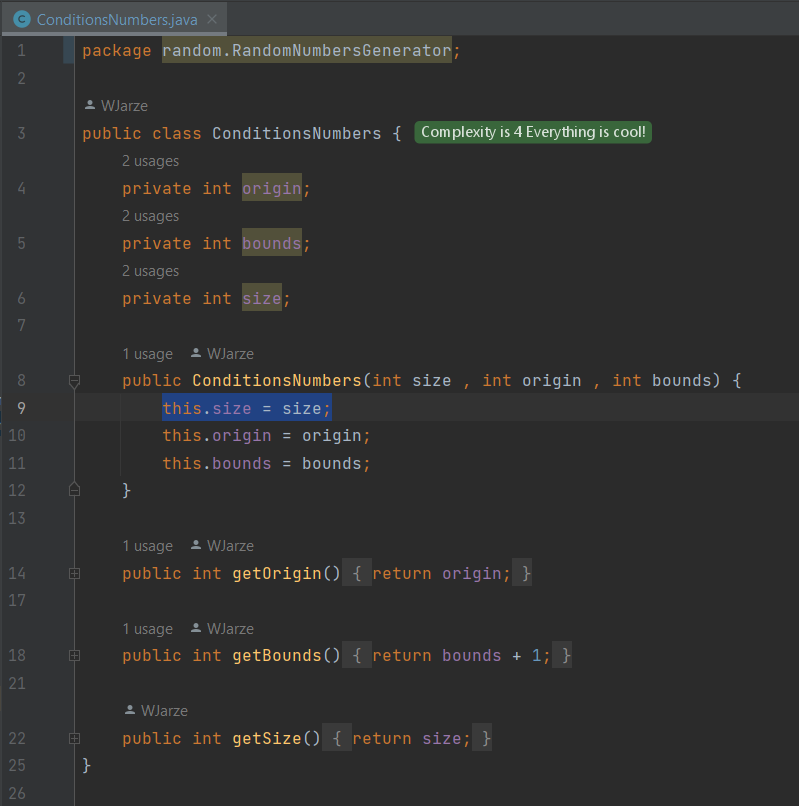 ConditionsNumbers.java
1 package random.RandomNumbersGenerator;
2
WJarze
3 public class ConditionsNumbers { Complexity is 4 Everything is cool!
2 usages
4 private int origin;
2 usages
5 private int bounds;
2 usages
6 private int size;
7
1 usage WJarze
8 public ConditionsNumbers(int size , int origin , int bounds) {
9 this.size = size;
10 this.origin = origin;
11 this.bounds = bounds;
12 }
13
1 usage WJarze
14 public int getOrigin() { return origin; }
17
1 usage WJarze
18 public int getBounds() { return bounds + 1; }
21
WJarze
22 public int getSize() { return size; }
25 }
26